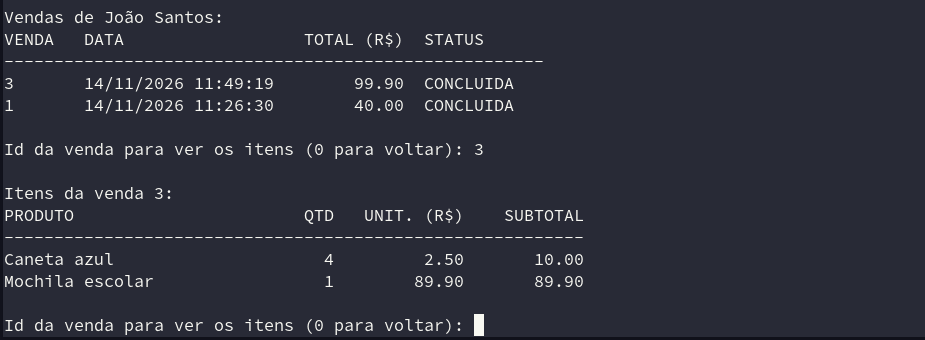 Vendas de João Santos:
VENDA   DATA                  TOTAL (R$)  STATUS
------------------------------------------------------
3       14/11/2026 11:49:19        99.90  CONCLUIDA
1       14/11/2026 11:26:30        40.00  CONCLUIDA
Id da venda para ver os itens (0 para voltar): 3
Itens da venda 3:
PRODUTO                       QTD   UNIT. (R$)    SUBTOTAL
----------------------------------------------------------
Caneta azul                     4         2.50       10.00
Mochila escolar                 1        89.90       89.90
Id da venda para ver os itens (0 para voltar):